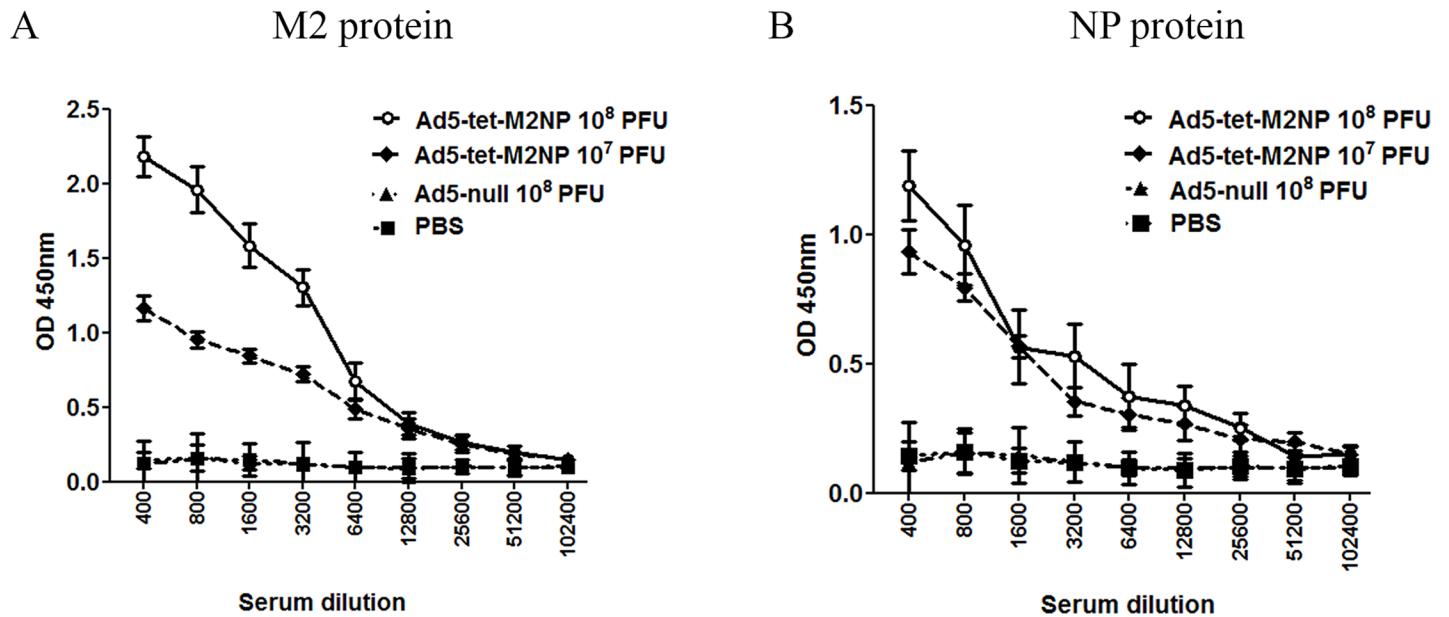 A
M2 protein
2.5
2.0
1.5
1.0
0.5
0.0
OD 450nm
Ad5-tet-M2NP 10⁸ PFU
Ad5-tet-M2NP 10⁷ PFU
Ad5-null 10⁸ PFU
PBS
400
800
1600
3200
6400
12800
25600
51200
102400
Serum dilution
B
NP protein
1.5
1.0
0.5
0.0
OD 450nm
Ad5-tet-M2NP 10⁸ PFU
Ad5-tet-M2NP 10⁷ PFU
Ad5-null 10⁸ PFU
PBS
400
800
1600
3200
6400
12800
25600
51200
102400
Serum dilution